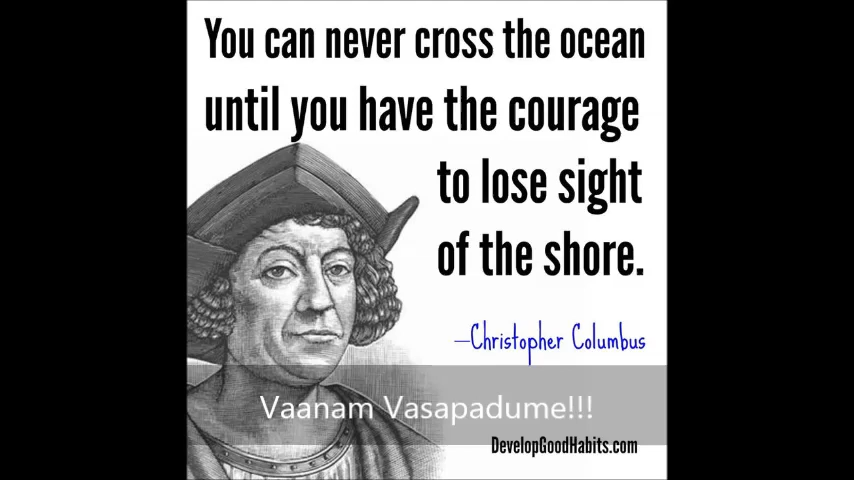 You can never cross the ocean
until you have the courage
to lose sight
of the shore.
—Christopher Columbus
Vaanam Vasapadume!!!
DevelopGoodHabits.com